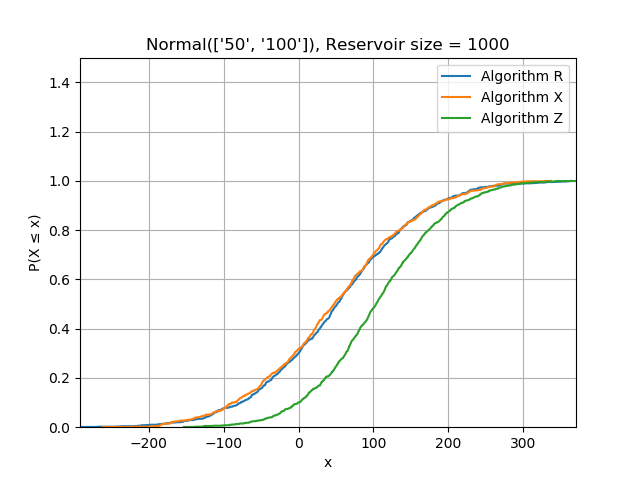 Normal(['50', '100']), Reservoir size = 1000
1.4
1.2
1.0
0.8
0.6
0.4
0.2
0.0
P(X ≤ x)
Algorithm R
Algorithm X
Algorithm Z
−200
−100
0
100
200
300
x